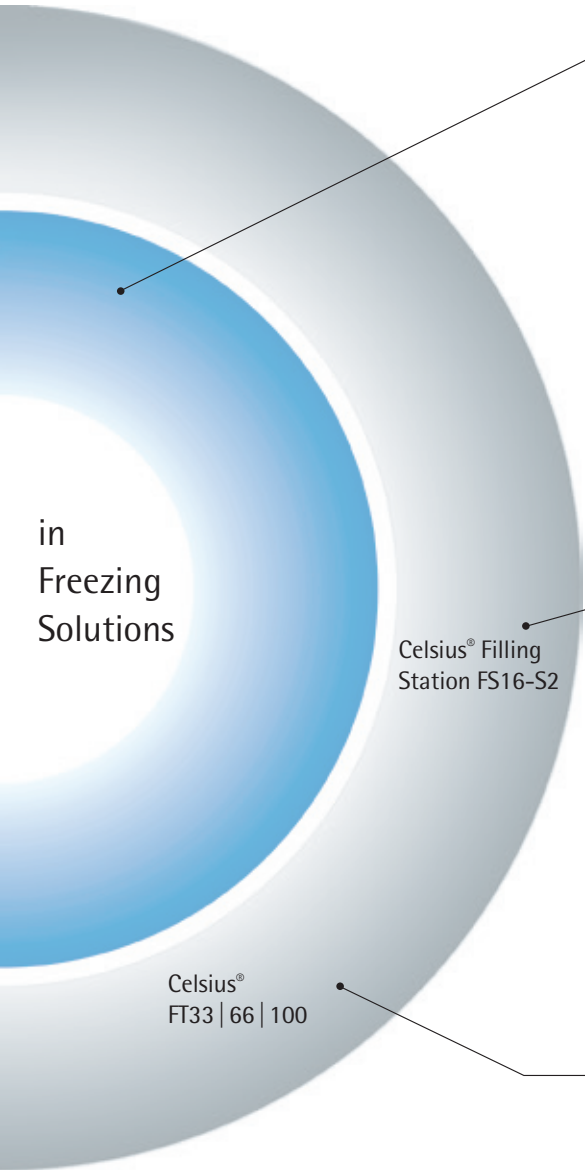 in
Freezing
Solutions
Celsius® Filling
Station FS16-S2
Celsius®
FT33 | 66 | 100